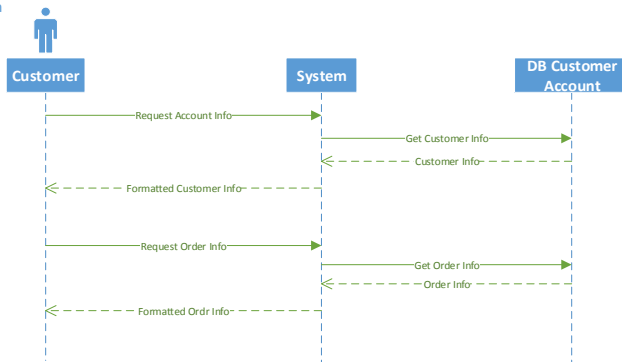 Customer
System
DB Customer
Account
Request Account Info
Get Customer Info
Customer Info
Formatted Customer Info
Request Order Info
Get Order Info
Order Info
Formatted Ordr Info